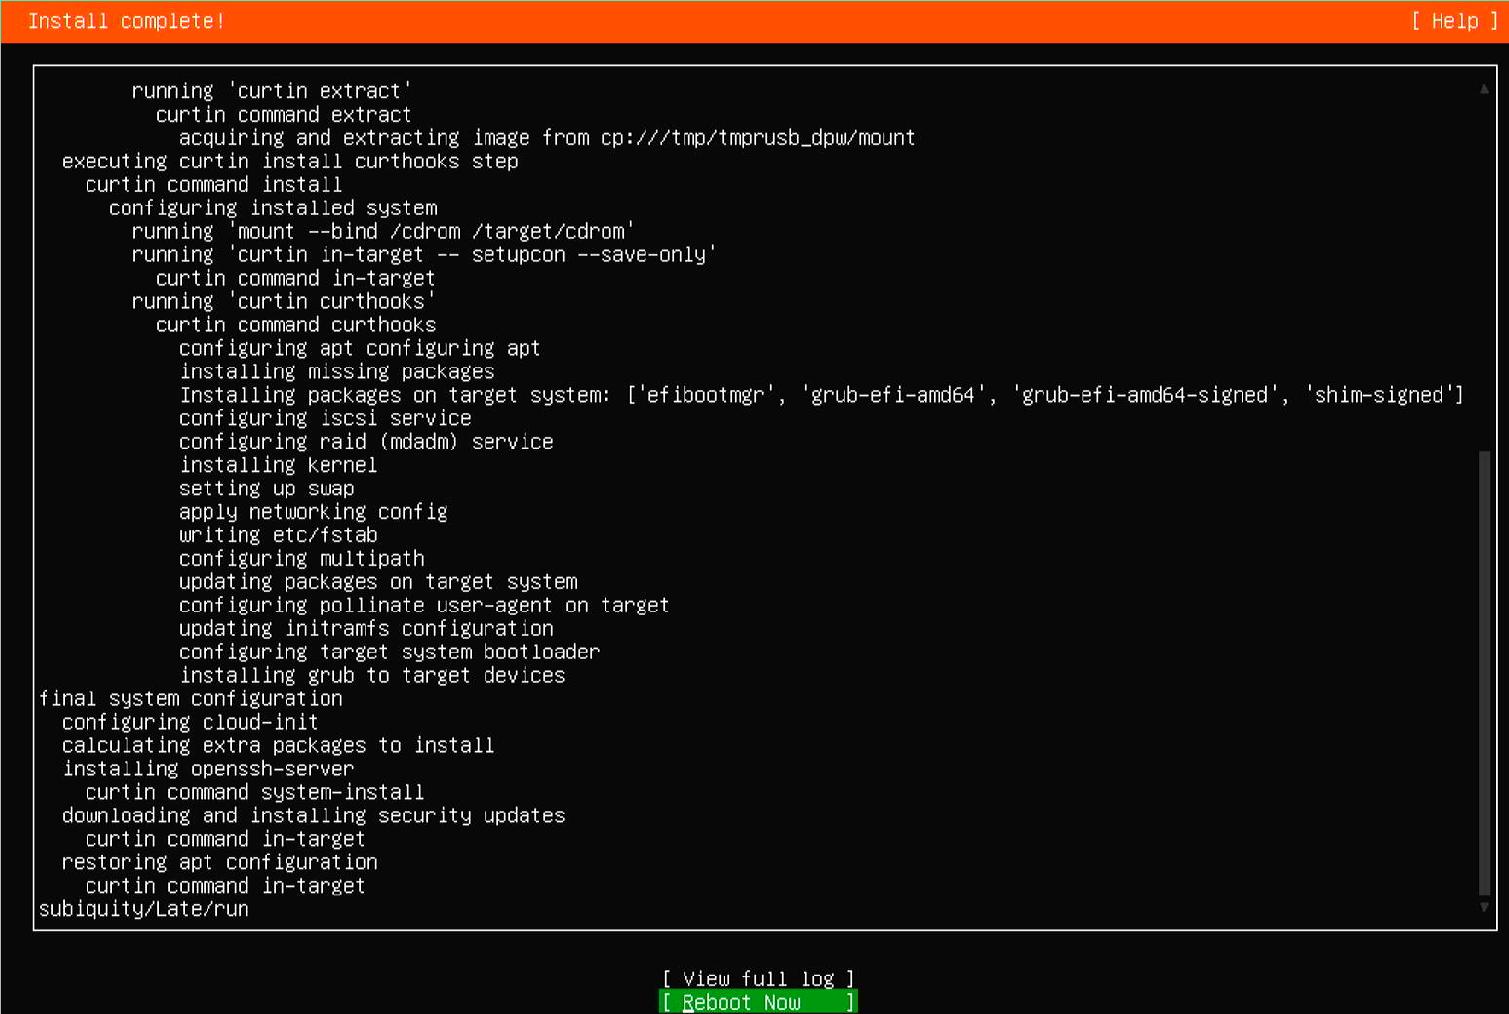 Install complete!
[ Help ]
running 'curtin extract'
curtin command extract
acquiring and extracting image from cp:///tmp/tmprusb_dpw/mount
executing curtin install curthooks step
curtin command install
configuring installed system
running 'mount --bind /cdrom /target/cdrom'
running 'curtin in-target -- setupcon --save-only'
curtin command in-target
running 'curtin curthooks'
curtin command curthooks
configuring apt configuring apt
installing missing packages
Installing packages on target system: ['efibootmgr', 'grub-efi-amd64', 'grub-efi-amd64-signed', 'shim-signed']
configuring iscsi service
configuring raid (mdadm) service
installing kernel
setting up swap
apply networking config
writing etc/fstab
configuring multipath
updating packages on target system
configuring pollinate user-agent on target
updating initramfs configuration
configuring target system bootloader
installing grub to target devices
final system configuration
configuring cloud-init
calculating extra packages to install
installing openssh-server
curtin command system-install
downloading and installing security updates
curtin command in-target
restoring apt configuration
curtin command in-target
subiquity/Late/run
[ View full log ]
[ Reboot Now ]